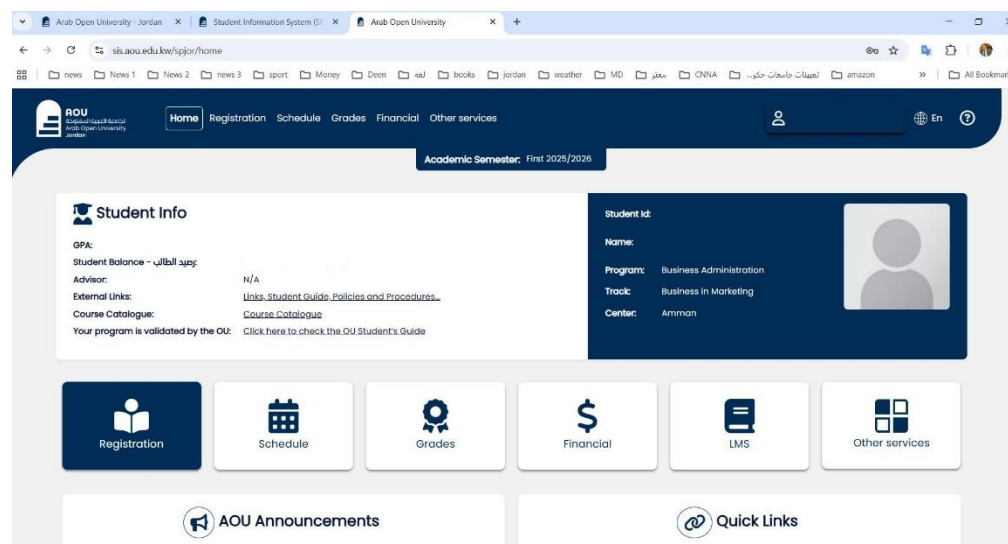 Arab Open University - Jordan
Student Information System (SI
Arab Open University
sis.aou.edu.kw/spjor/home
news
News 1
News 2
news 3
sport
Money
Deen
لغة
books
jordan
weather
MD
معتز
CNNA
تعيينات جامعات حكو...
amazon
All Bookmar
AOU
الجامعة العربية المفتوحة
Arab Open University
Jordan
Home Registration Schedule Grades Financial Other services
En
Academic Semester: First 2025/2026
Student Info
GPA:
Student Balance - رصيد الطالب:
Advisor: N/A
External Links: Links, Student Guide, Policies and Procedures...
Course Catalogue: Course Catalogue
Your program is validated by the OU: Click here to check the OU Student's Guide
Student Id:
Name:
Program: Business Administration
Track: Business in Marketing
Center: Amman
Registration
Schedule
Grades
Financial
LMS
Other services
AOU Announcements
Quick Links